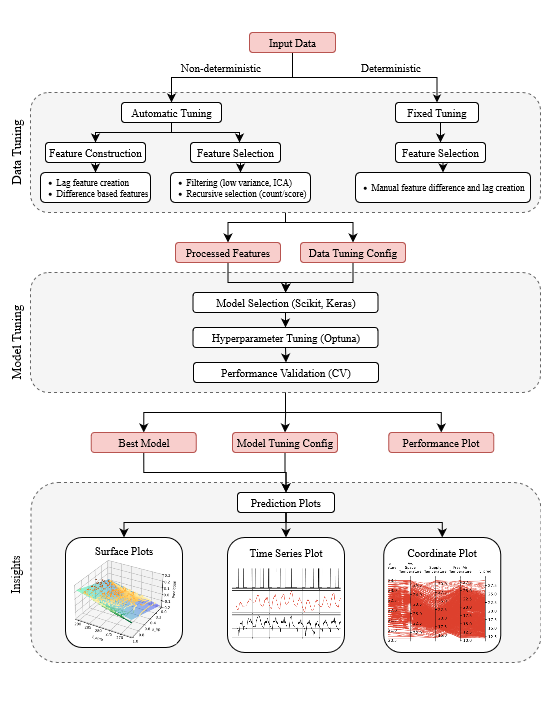 Input Data
Non-deterministic
Deterministic
Data Tuning
Automatic Tuning
Fixed Tuning
Feature Construction
Feature Selection
Feature Selection
• Lag feature creation
• Difference based features
• Filtering (low variance, ICA)
• Recursive selection (count/score)
• Manual feature difference and lag creation
Processed Features
Data Tuning Config
Model Tuning
Model Selection (Scikit, Keras)
Hyperparameter Tuning (Optuna)
Performance Validation (CV)
Best Model
Model Tuning Config
Performance Plot
Insights
Prediction Plots
Surface Plots
Time Series Plot
Coordinate Plot